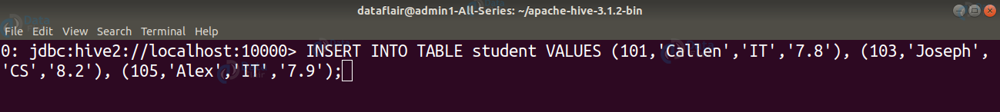 dataflair@admin1-All-Series: ~/apache-hive-3.1.2-bin
File Edit View Search Terminal Help
0: jdbc:hive2://localhost:10000> INSERT INTO TABLE student VALUES (101,'Callen','IT','7.8'), (103,'Joseph',
'CS','8.2'), (105,'Alex','IT','7.9');